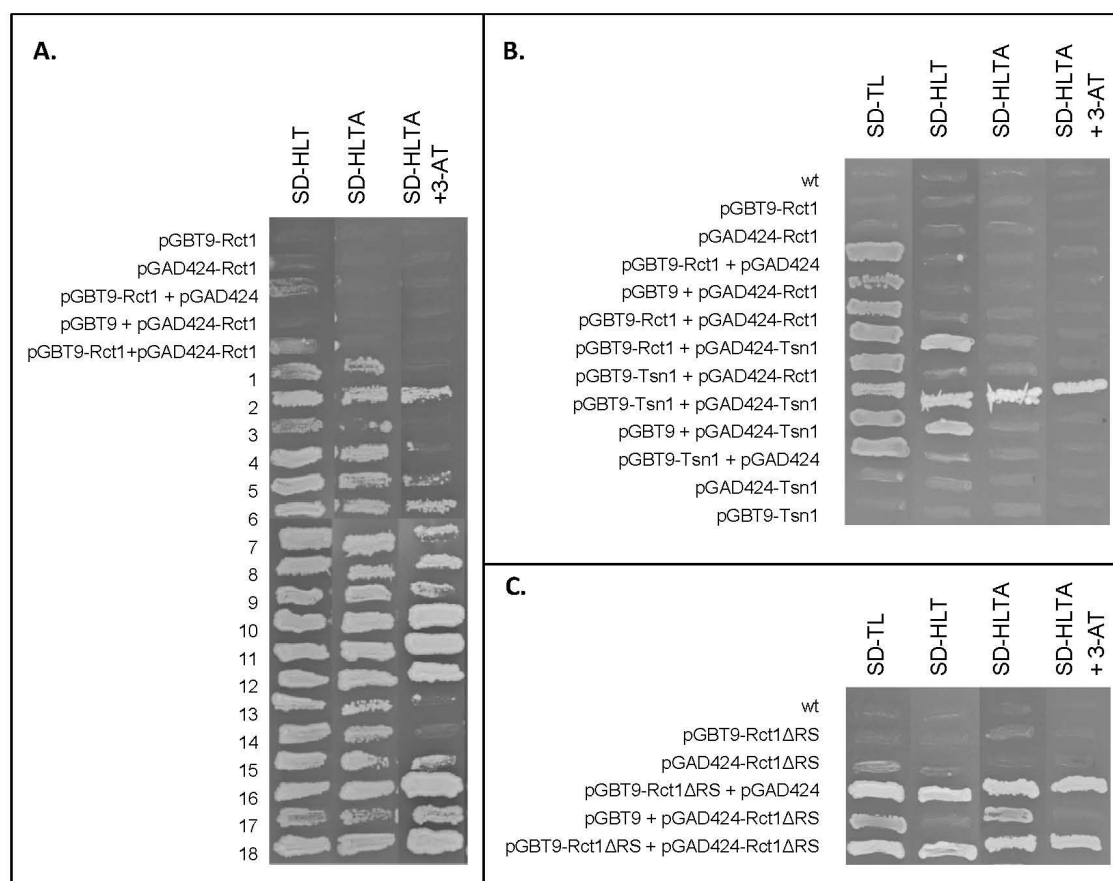 A.
SD-HLT
SD-HLTA
SD-HLTA
+3-AT
pGBT9-Rct1
pGAD424-Rct1
pGBT9-Rct1 + pGAD424
pGBT9 + pGAD424-Rct1
pGBT9-Rct1+pGAD424-Rct1
1
2
3
4
5
6
7
8
9
10
11
12
13
14
15
16
17
18
B.
SD-TL
SD-HLT
SD-HLTA
SD-HLTA
+ 3-AT
wt
pGBT9-Rct1
pGAD424-Rct1
pGBT9-Rct1 + pGAD424
pGBT9 + pGAD424-Rct1
pGBT9-Rct1 + pGAD424-Rct1
pGBT9-Rct1 + pGAD424-Tsn1
pGBT9-Tsn1 + pGAD424-Rct1
pGBT9-Tsn1 + pGAD424-Tsn1
pGBT9 + pGAD424-Tsn1
pGBT9-Tsn1 + pGAD424
pGAD424-Tsn1
pGBT9-Tsn1
C.
SD-TL
SD-HLT
SD-HLTA
SD-HLTA
+ 3-AT
wt
pGBT9-Rct1ΔRS
pGAD424-Rct1ΔRS
pGBT9-Rct1ΔRS + pGAD424
pGBT9 + pGAD424-Rct1ΔRS
pGBT9-Rct1ΔRS + pGAD424-Rct1ΔRS